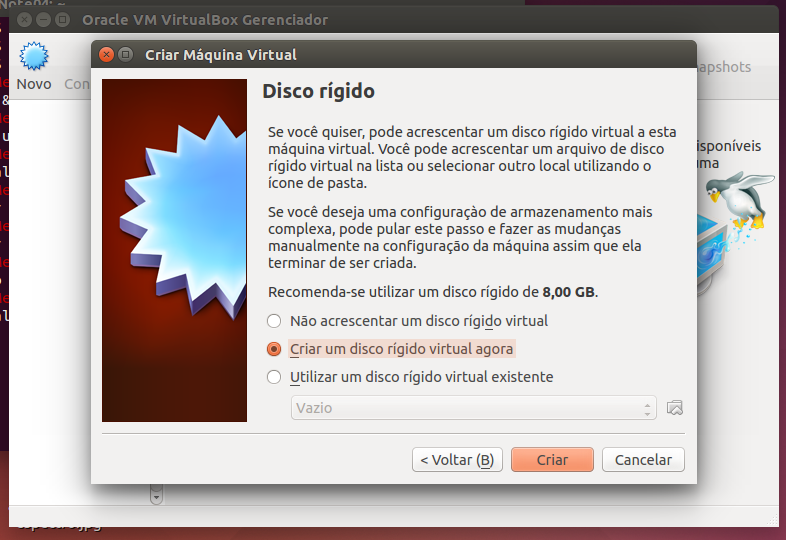 Note04: ~
Oracle VM VirtualBox Gerenciador
Criar Máquina Virtual
Novo
Con
apshots
Disco rígido
Se você quiser, pode acrescentar um disco rígido virtual a esta
máquina virtual. Você pode acrescentar um arquivo de disco
rígido virtual na lista ou selecionar outro local utilizando o
ícone de pasta.
isponíveis
uma
Se você deseja uma configuração de armazenamento mais
complexa, pode pular este passo e fazer as mudanças
manualmente na configuração da máquina assim que ela
terminar de ser criada.
Recomenda-se utilizar um disco rígido de 8,00 GB.
Não acrescentar um disco rígido virtual
Criar um disco rígido virtual agora
Utilizar um disco rígido virtual existente
Vazio
< Voltar (B)
Criar
Cancelar